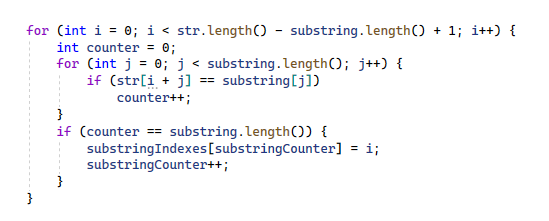 for (int i = 0; i < str.length() - substring.length() + 1; i++) {
    int counter = 0;
    for (int j = 0; j < substring.length(); j++) {
        if (str[i + j] == substring[j])
            counter++;
    }
    if (counter == substring.length()) {
        substringIndexes[substringCounter] = i;
        substringCounter++;
    }
}